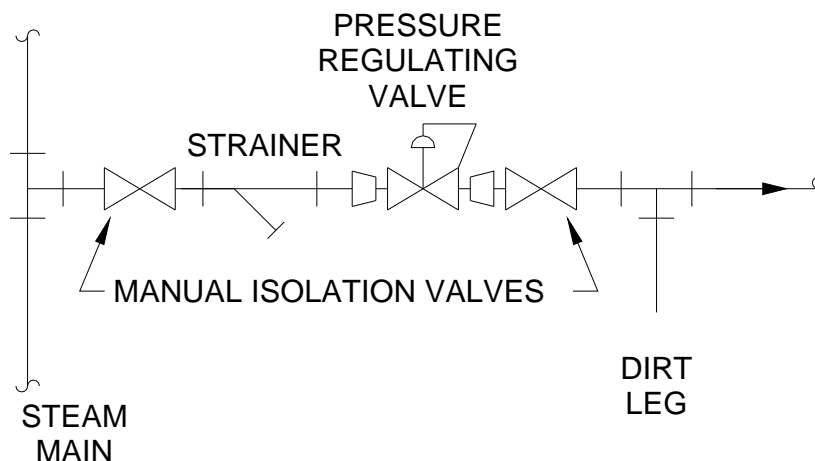 PRESSURE
REGULATING
VALVE
STRAINER
MANUAL ISOLATION VALVES
DIRT
LEG
STEAM
MAIN